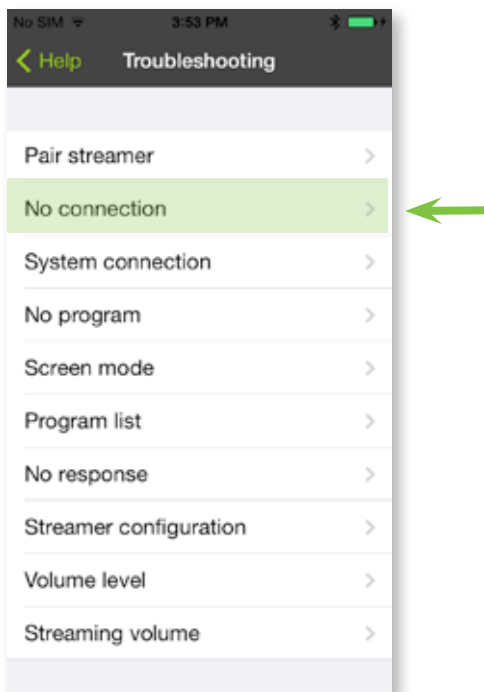 No SIM 3:53 PM
Help Troubleshooting
Pair streamer
No connection
System connection
No program
Screen mode
Program list
No response
Streamer configuration
Volume level
Streaming volume